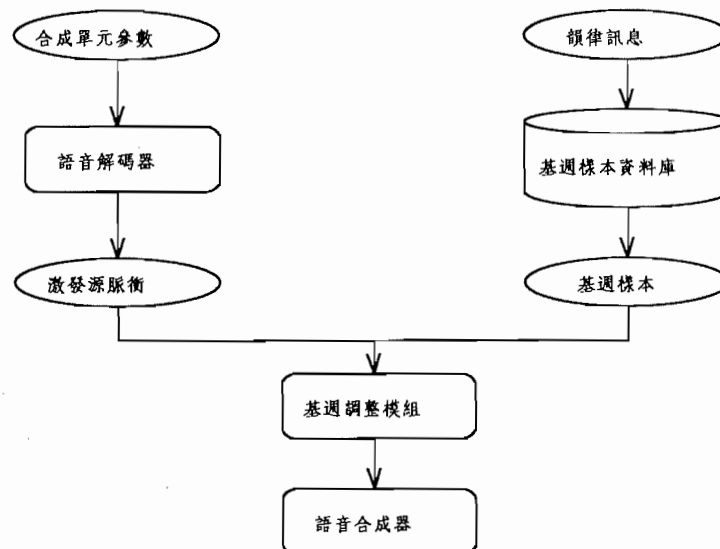 合成單元參數
韻律訊息
語音解碼器
基週樣本資料庫
激發源脈衝
基週樣本
基週調整模組
語音合成器